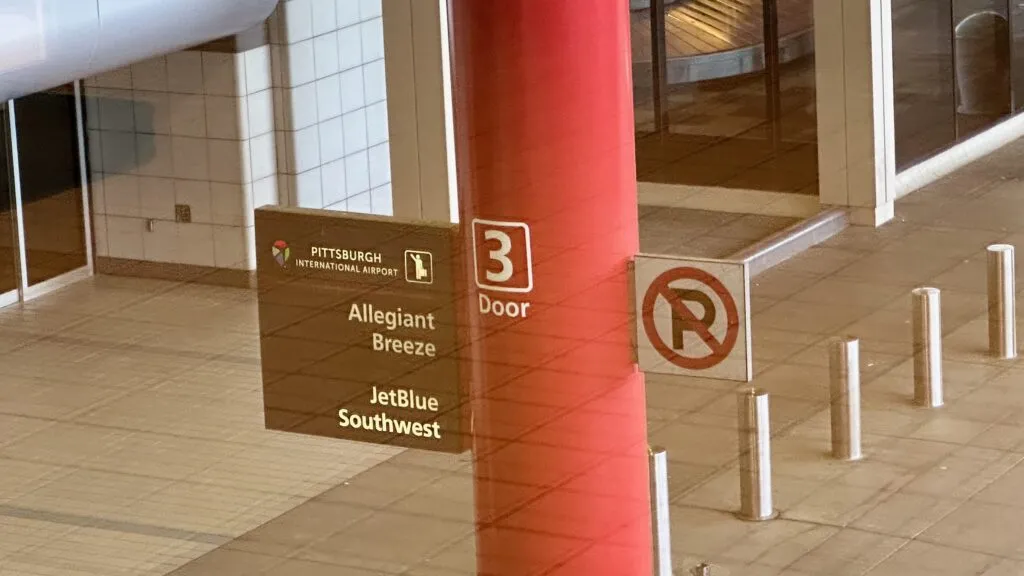 PITTSBURGH
INTERNATIONAL AIRPORT
Allegiant
Breeze
JetBlue
Southwest
3
Door
P